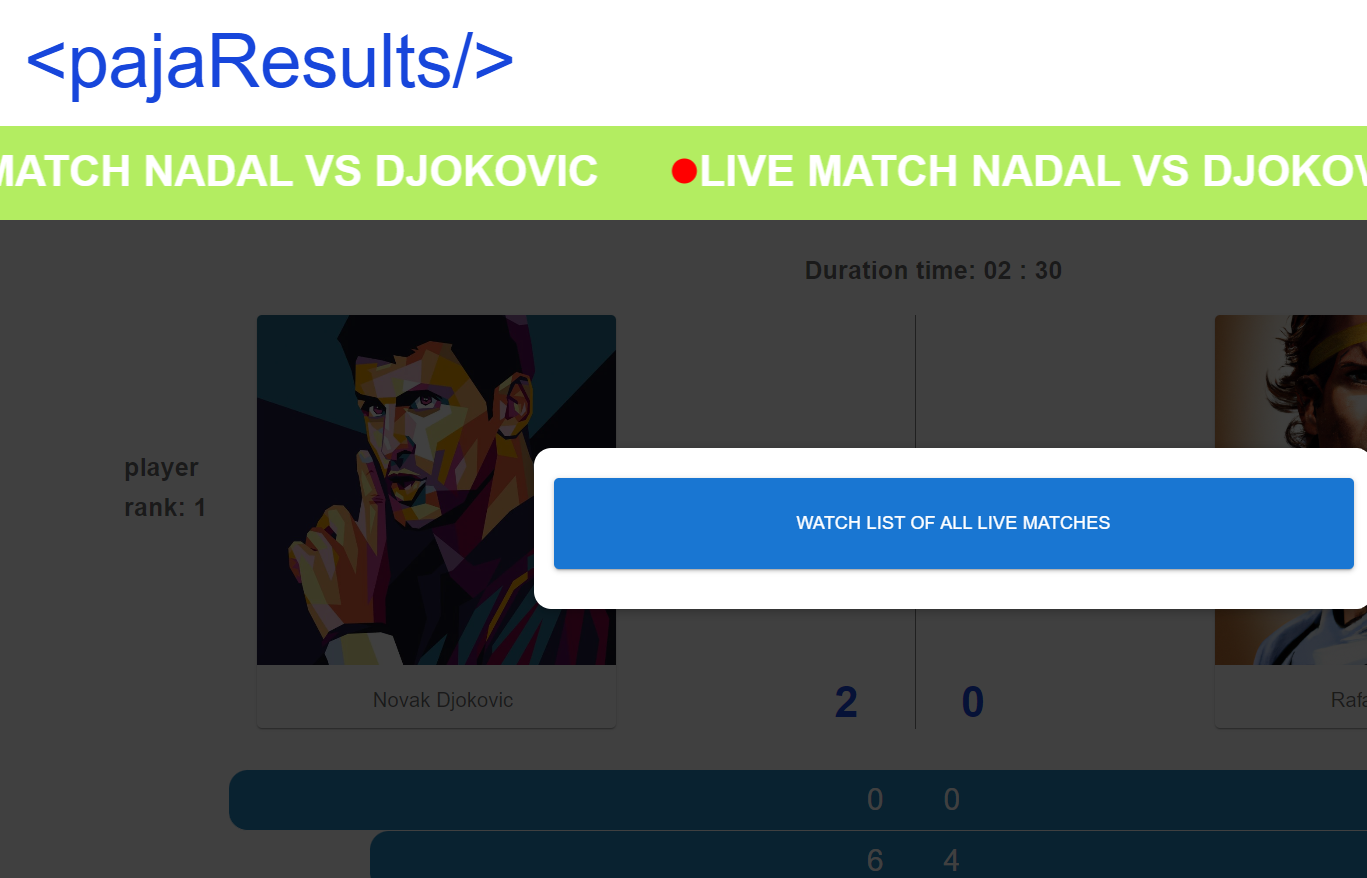 <pajaResults/>
MATCH NADAL VS DJOKOVIC LIVE MATCH NADAL VS DJOKOV
Duration time: 02 : 30
player
rank: 1
WATCH LIST OF ALL LIVE MATCHES
Novak Djokovic
2 0
Rafa
0 0
6 4